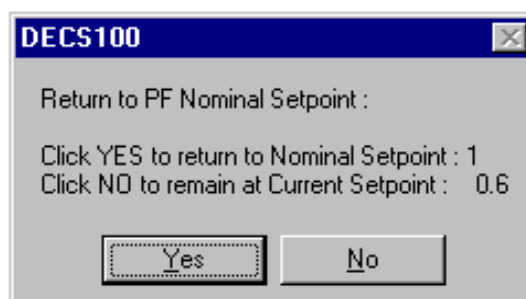 DECS100
Return to PF Nominal Setpoint :
Click YES to return to Nominal Setpoint : 1
Click NO to remain at Current Setpoint : 0.6
Yes
No